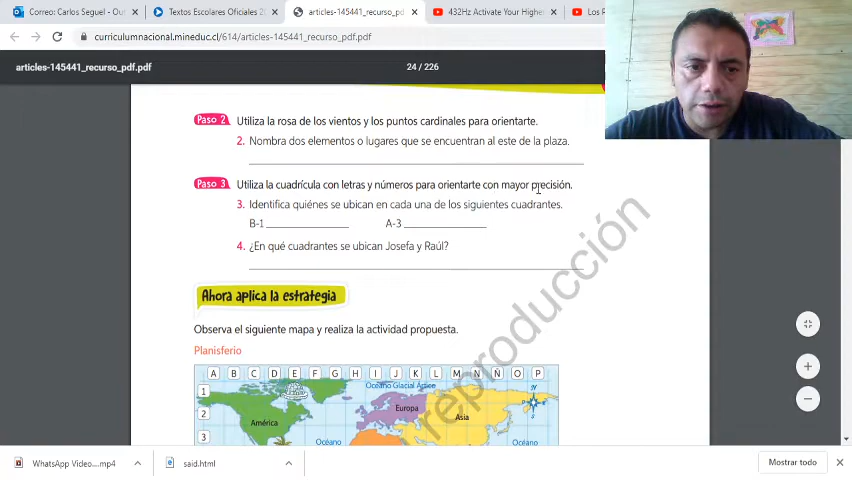 Correo: Carlos Seguel - Out
Textos Escolares Oficiales 20
articles-145441_recurso_pdf.pd
432Hz Activate Your Higher
Los R
curriculumnacional.mineduc.cl/614/articles-145441_recurso_pdf.pdf
articles-145441_recurso_pdf.pdf
24 / 226
Paso 2 Utiliza la rosa de los vientos y los puntos cardinales para orientarte.
2. Nombra dos elementos o lugares que se encuentran al este de la plaza.
Paso 3 Utiliza la cuadrícula con letras y números para orientarte con mayor precisión.
3. Identifica quiénes se ubican en cada una de los siguientes cuadrantes.
B-1 A-3
4. ¿En qué cuadrantes se ubican Josefa y Raúl?
Ahora aplica la estrategia
Observa el siguiente mapa y realiza la actividad propuesta.
Planisferio
A B C D E F G H I J K L M N Ñ O P
1 Océano Glacial Ártico
2 Europa Asia
América
3 Océano Océano
reproducción
WhatsApp Video....mp4
said.html
Mostrar todo